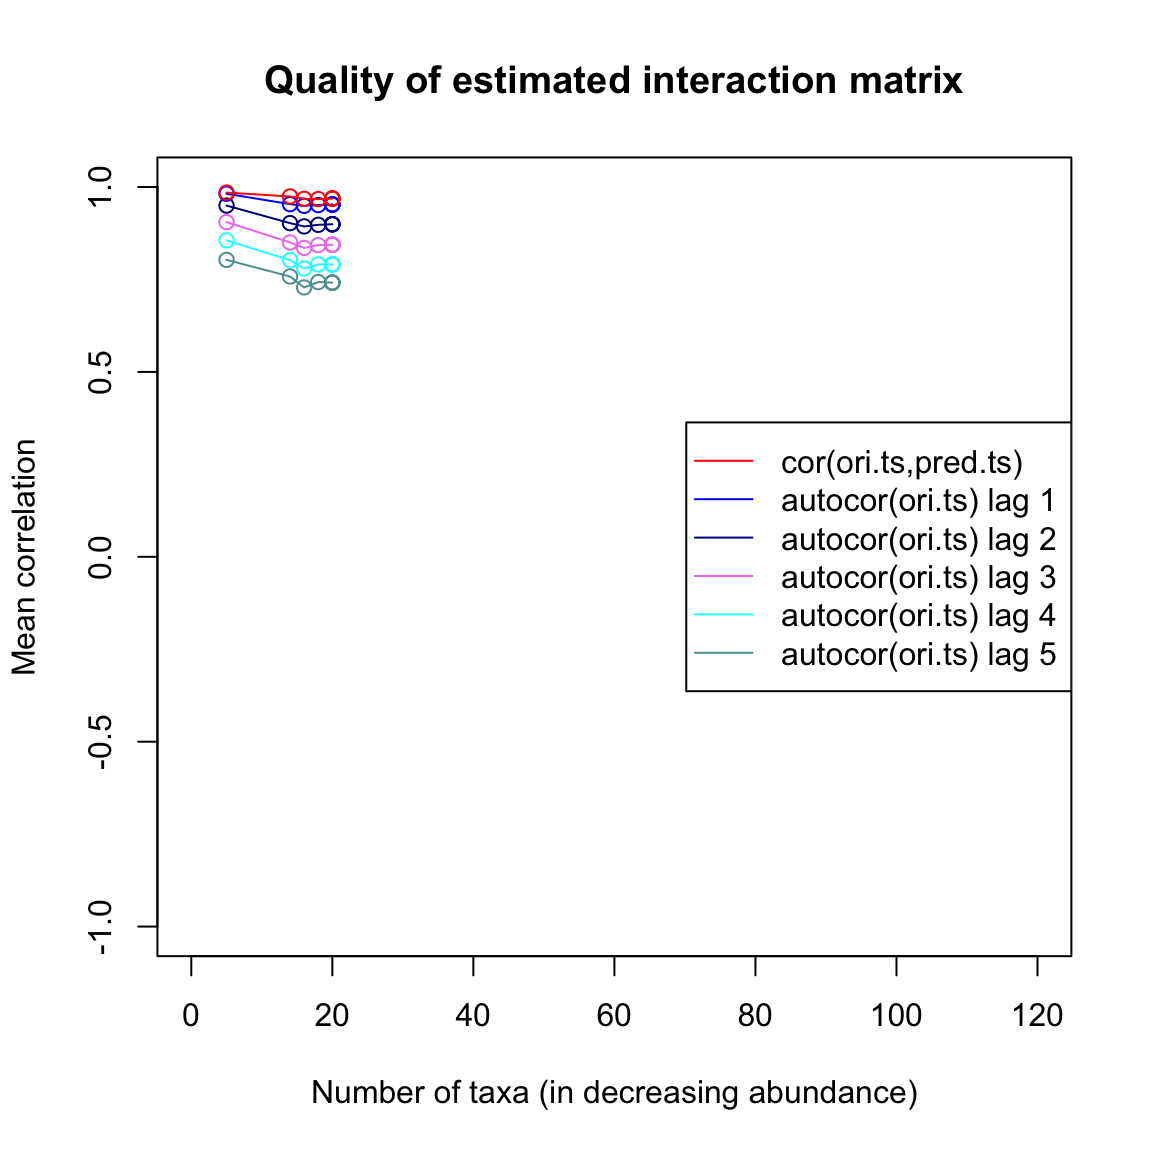 Quality of estimated interaction matrix
1.0
0.5
0.0
-0.5
-1.0
Mean correlation
cor(ori.ts,pred.ts)
autocor(ori.ts) lag 1
autocor(ori.ts) lag 2
autocor(ori.ts) lag 3
autocor(ori.ts) lag 4
autocor(ori.ts) lag 5
0 20 40 60 80 100 120
Number of taxa (in decreasing abundance)